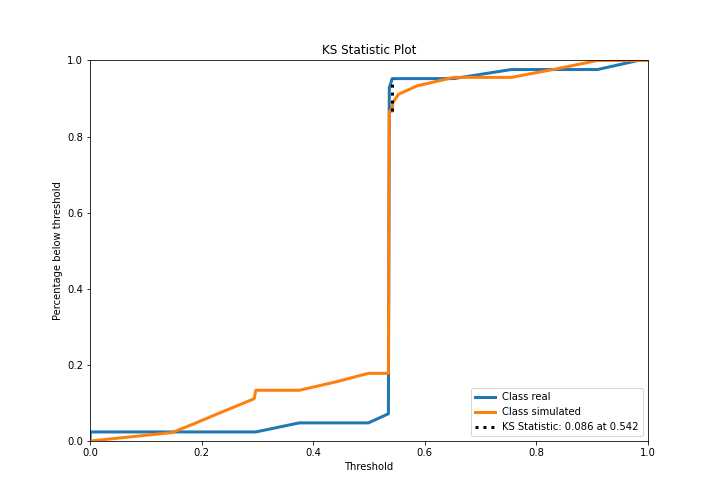 KS Statistic Plot
1.0
0.8
0.6
0.4
0.2
0.0
Percentage below threshold
0.0 0.2 0.4 0.6 0.8 1.0
Threshold
Class real
Class simulated
KS Statistic: 0.086 at 0.542